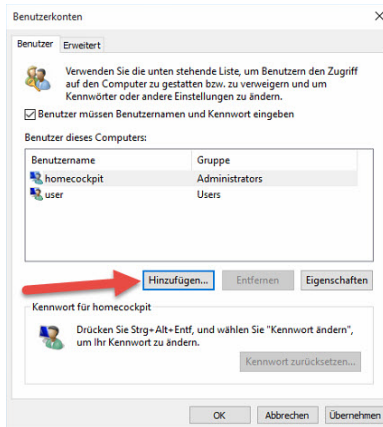 Benutzerkonten
Benutzer Erweitert
Verwenden Sie die unten stehende Liste, um Benutzern den Zugriff
auf den Computer zu gestatten bzw. zu verweigern und um
Kennwörter oder andere Einstellungen zu ändern.
Benutzer müssen Benutzernamen und Kennwort eingeben
Benutzer dieses Computers:
Benutzername Gruppe
homecockpit Administrators
user Users
Hinzufügen... Entfernen Eigenschaften
Kennwort für homecockpit
Drücken Sie Strg+Alt+Entf, und wählen Sie "Kennwort ändern",
um Ihr Kennwort zu ändern.
Kennwort zurücksetzen...
OK Abbrechen Übernehmen